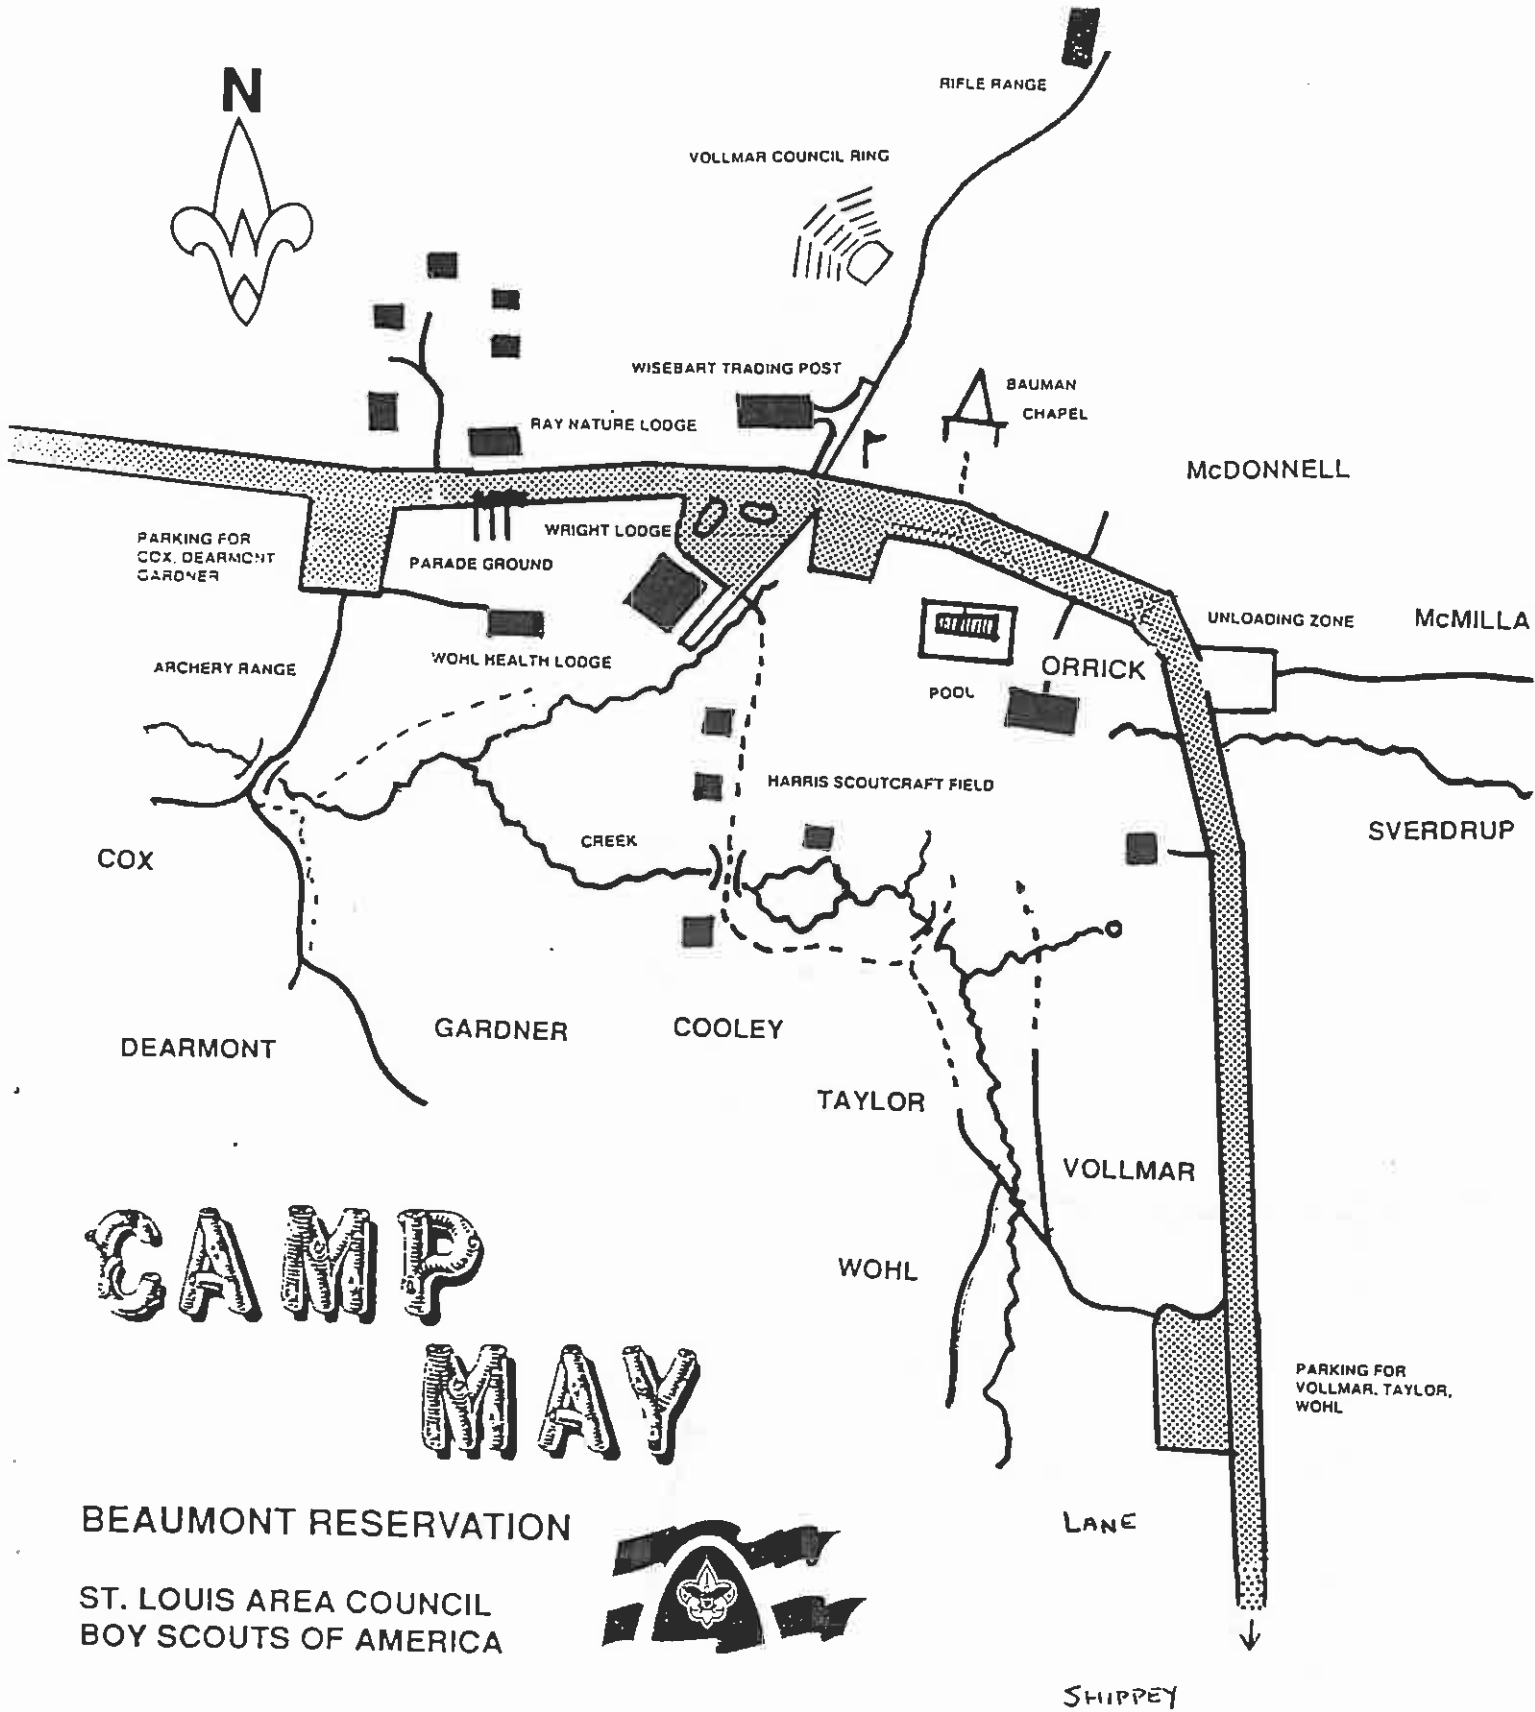 RIFLE RANGE
N
VOLLMAR COUNCIL RING
WISEBART TRADING POST
BAUMAN
CHAPEL
RAY NATURE LODGE
McDONNELL
WRIGHT LODGE
PARKING FOR
COX, DEARMONT
GARDNER
PARADE GROUND
UNLOADING ZONE
McMILLA
WOHL HEALTH LODGE
ARCHERY RANGE
ORRICK
POOL
HARRIS SCOUTCRAFT FIELD
CREEK
SVERDRUP
COX
GARDNER
COOLEY
DEARMONT
TAYLOR
VOLLMAR
WOHL
CAMP
MAY
PARKING FOR
VOLLMAR, TAYLOR,
WOHL
BEAUMONT RESERVATION
LANE
ST. LOUIS AREA COUNCIL
BOY SCOUTS OF AMERICA
SHIPPEY